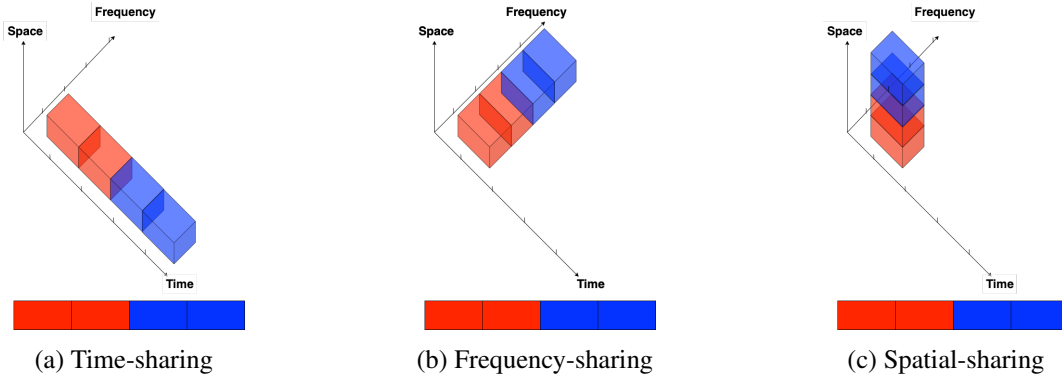 Frequency
Space
Time
(a) Time-sharing
Frequency
Space
Time
(b) Frequency-sharing
Frequency
Space
Time
(c) Spatial-sharing